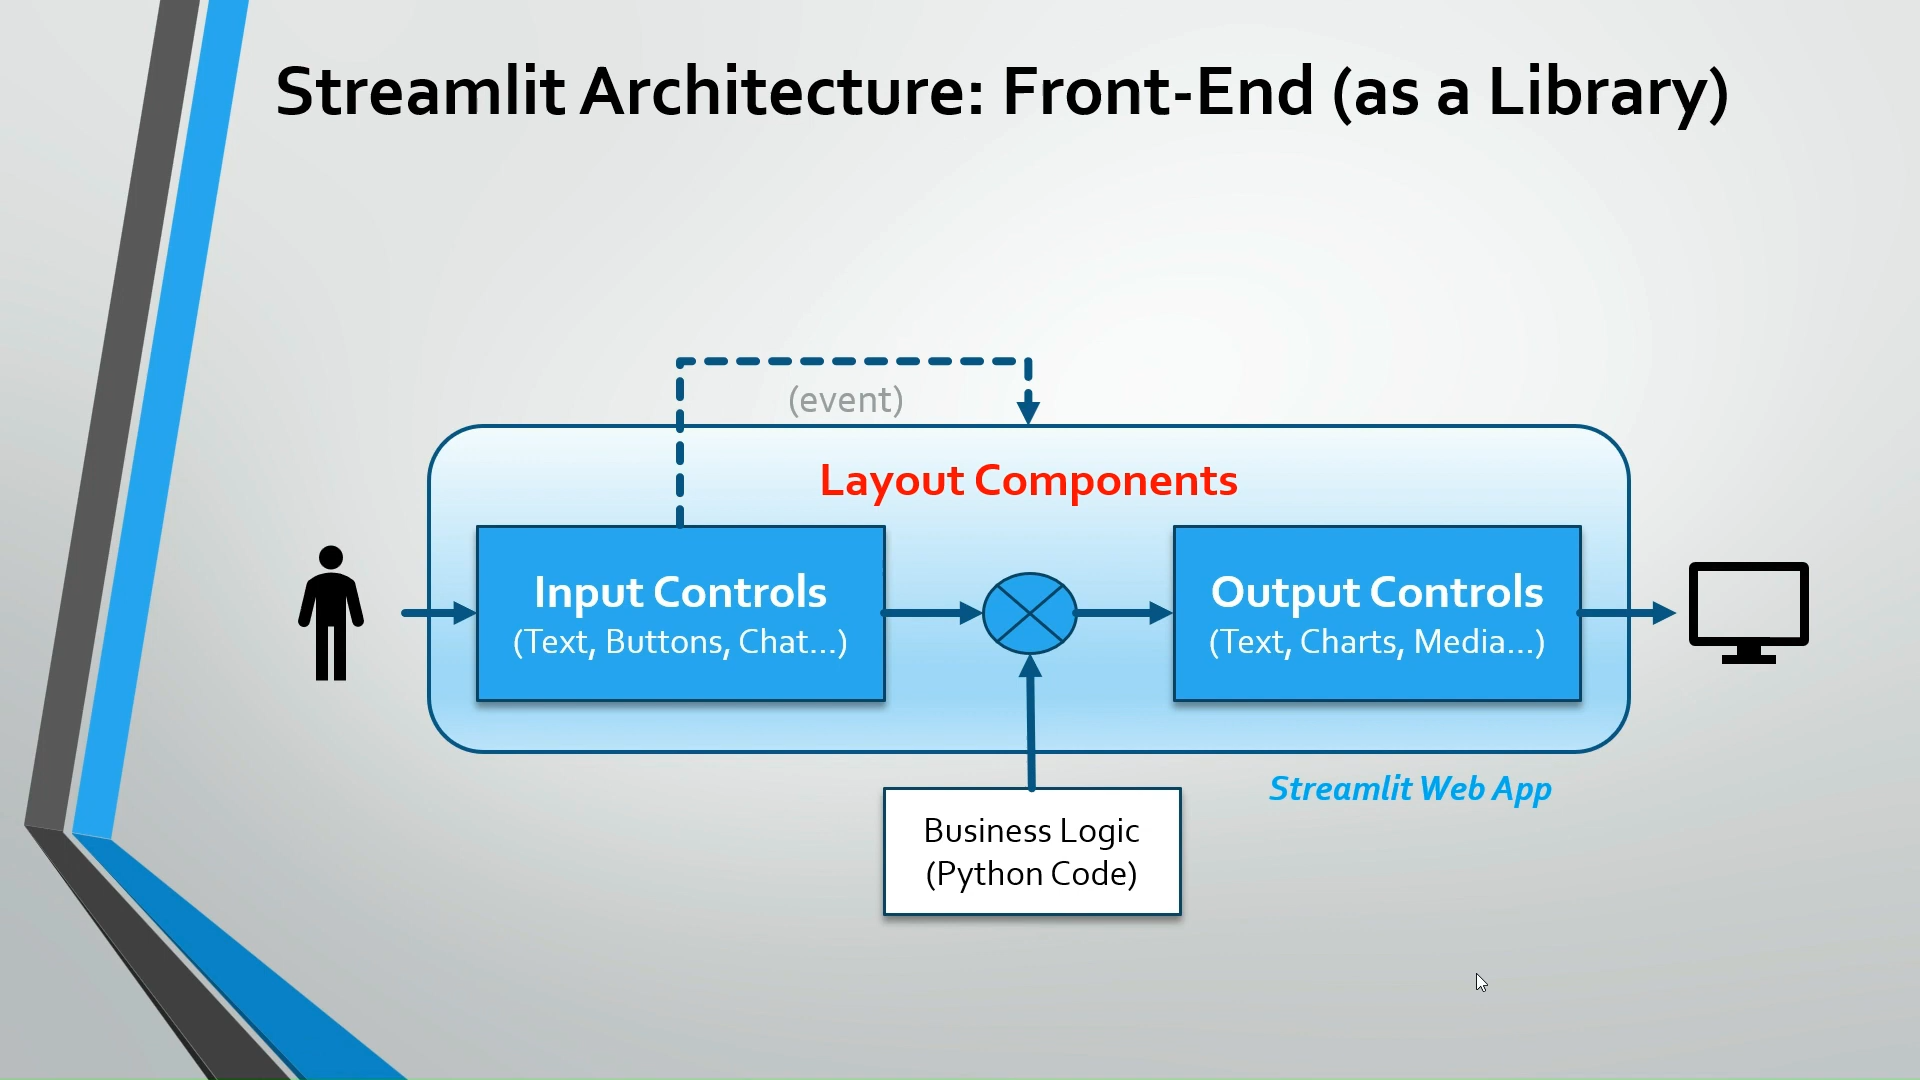 Streamlit Architecture: Front-End (as a Library)
(event)
Layout Components
Input Controls
(Text, Buttons, Chat...)
Output Controls
(Text, Charts, Media...)
Streamlit Web App
Business Logic
(Python Code)